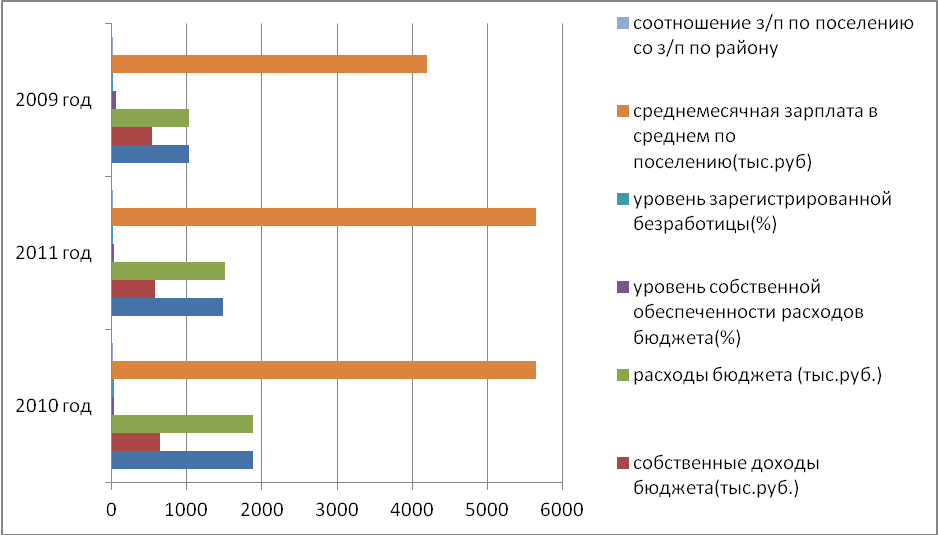 2009 год
2011 год
2010 год
0 1000 2000 3000 4000 5000 6000
соотношение з/п по поселению
со з/п по району
среднемесячная зарплата в
среднем по
поселению(тыс.руб)
уровень зарегистрированной
безработицы(%)
уровень собственной
обеспеченности расходов
бюджета(%)
расходы бюджета (тыс.руб.)
собственные доходы
бюджета(тыс.руб.)